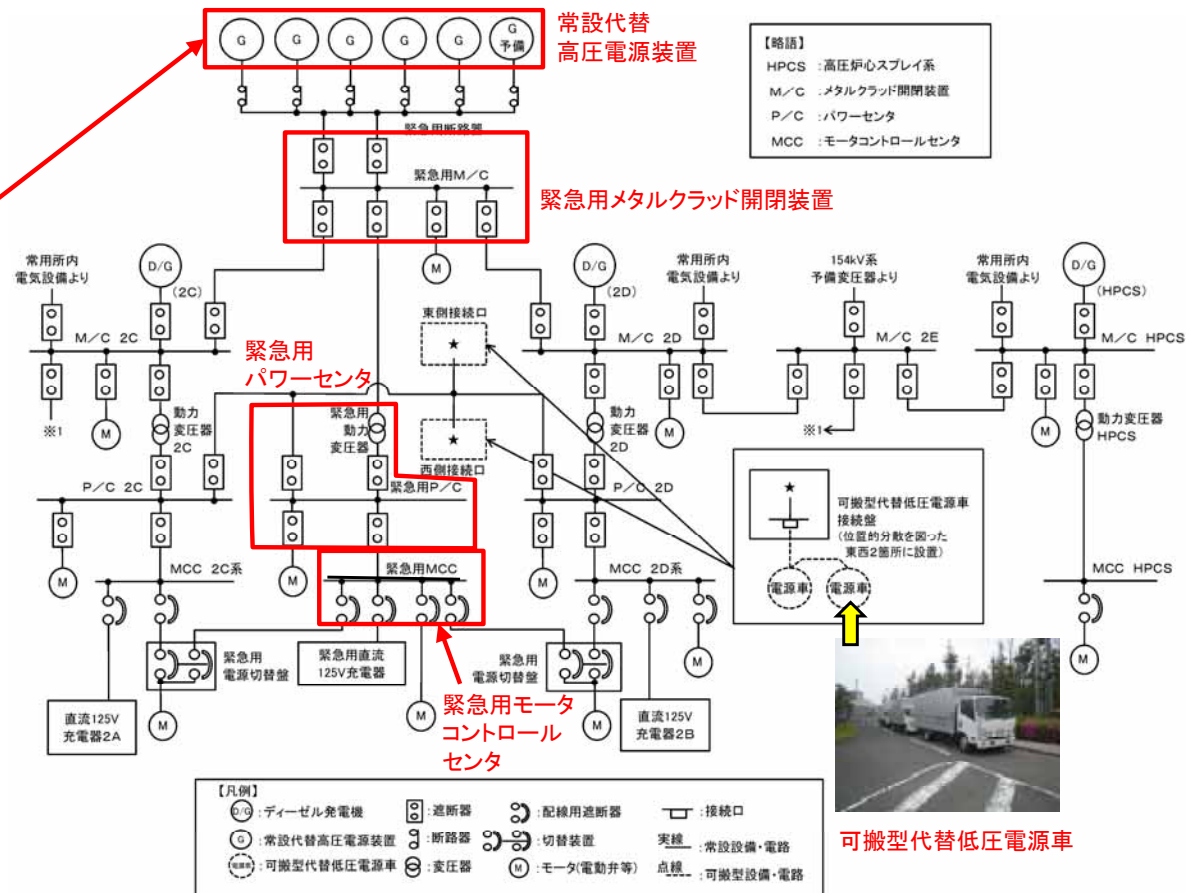 G
G
G
G
G
G
予備
常設代替
高圧電源装置
【略語】
HPCS :高圧炉心スプレイ系
M/C :メタルクラッド開閉装置
P/C :パワーセンタ
MCC :モータコントロールセンタ
緊急用断路器
緊急用M/C
緊急用メタルクラッド開閉装置
M
常用所内
電気設備より
D/G
(2C)
D/G
(2D)
常用所内
電気設備より
154kV系
予備変圧器より
常用所内
電気設備より
D/G
(HPCS)
M/C 2C
東側接続口
★
M/C 2D
M/C 2E
M/C HPCS
緊急用
パワーセンタ
※1
M
動力
変圧器
2C
緊急用
動力
変圧器
★
西側接続口
動力
変圧器
2D
M
※1
M
動力変圧器
HPCS
P/C 2C
緊急用P/C
P/C 2D
★
可搬型代替低圧電源車
接続盤
(位置的分散を図った
東西2箇所に設置)
電源車
電源車
M
MCC 2C系
M
緊急用MCC
MCC 2D系
M
MCC HPCS
緊急用
電源切替盤
緊急用直流
125V充電器
緊急用
電源切替盤
M
M
直流125V
充電器2A
M
M
緊急用モータ
コントロール
センタ
M
直流125V
充電器2B
【凡例】
D/G :ディーゼル発電機
:遮断器
:配線用遮断器
:接続口
G :常設代替高圧電源装置
:断路器
:切替装置
実線 :常設設備・電路
電源車 :可搬型代替低圧電源車
:変圧器
M :モータ(電動弁等)
点線 :可搬型設備・電路
可搬型代替低圧電源車